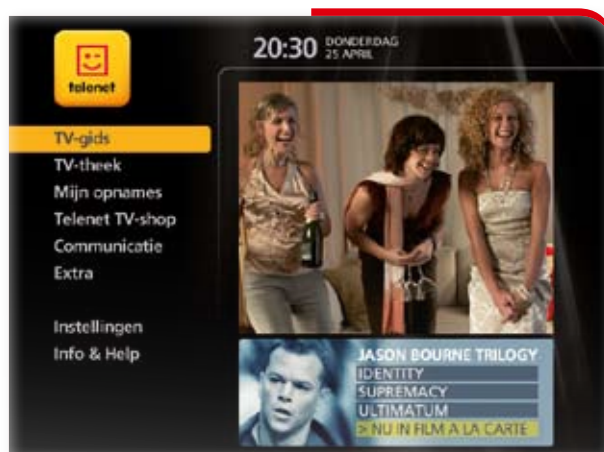 20:30 DONDERDAG
25 APRIL
telenet
TV-gids
TV-theek
Mijn opnames
Telenet TV-shop
Communicatie
Extra
Instellingen
Info & Help
JASON BOURNE TRILOGY
IDENTITY
SUPREMACY
ULTIMATUM
> NU IN FILM A LA CARTE